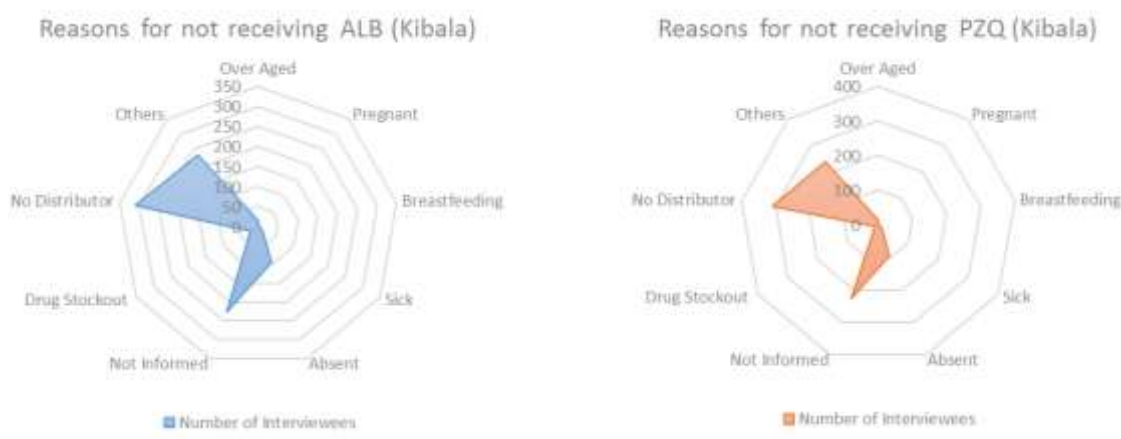 Reasons for not receiving ALB (Kibala)
Over Aged
350
300
250
200
150
100
50
0
Pregnant
Breastfeeding
Sick
Absent
Not Informed
Drug Stockout
No Distributor
Others
Number of Interviewees
Reasons for not receiving PZQ (Kibala)
Over Aged
400
300
200
100
0
Pregnant
Breastfeeding
Sick
Absent
Not Informed
Drug Stockout
No Distributor
Others
Number of Interviewees